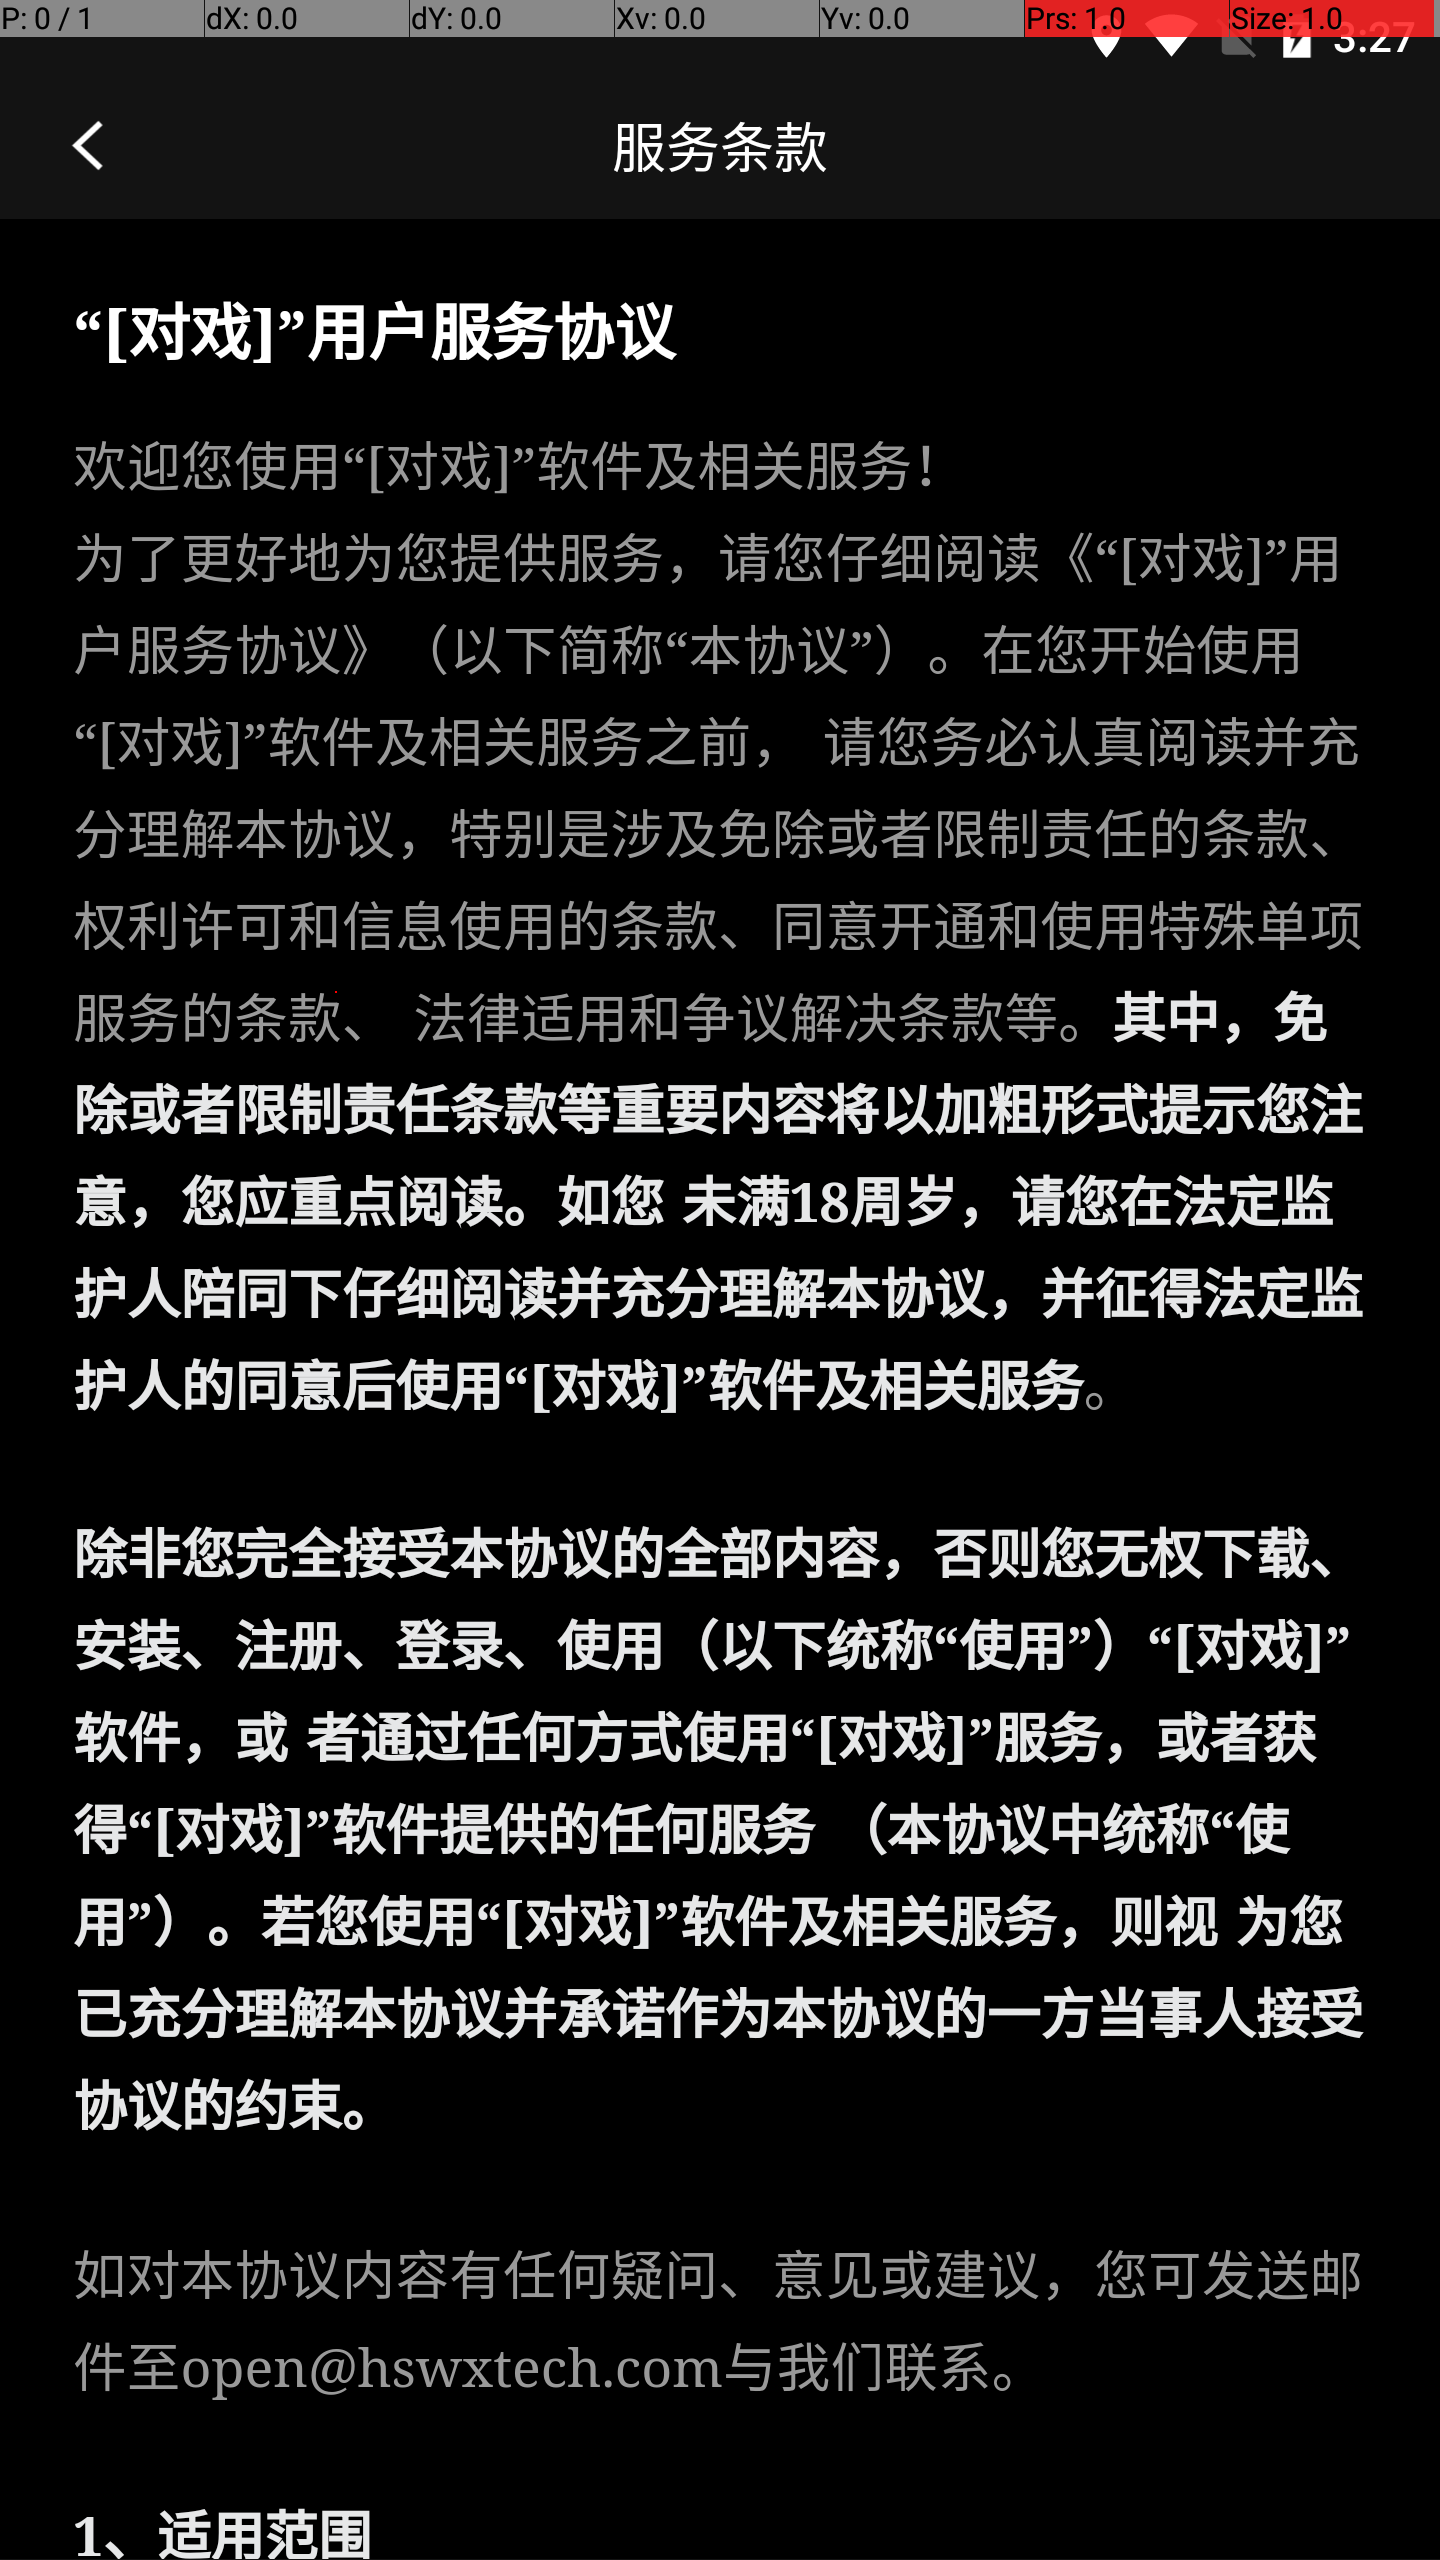 P: 0 / 1 dX: 0.0 dY: 0.0 Xv: 0.0 Yv: 0.0 Prs: 1.0 Size: 1.0
3:27
服务条款
“[对戏]”用户服务协议
欢迎您使用“[对戏]”软件及相关服务！
为了更好地为您提供服务，请您仔细阅读《“[对戏]”用
户服务协议》（以下简称“本协议”）。在您开始使用
“[对戏]”软件及相关服务之前， 请您务必认真阅读并充
分理解本协议，特别是涉及免除或者限制责任的条款、
权利许可和信息使用的条款、同意开通和使用特殊单项
服务的条款、 法律适用和争议解决条款等。其中，免
除或者限制责任条款等重要内容将以加粗形式提示您注
意，您应重点阅读。如您 未满18周岁，请您在法定监
护人陪同下仔细阅读并充分理解本协议，并征得法定监
护人的同意后使用“[对戏]”软件及相关服务。
除非您完全接受本协议的全部内容，否则您无权下载、
安装、注册、登录、使用（以下统称“使用”）“[对戏]”
软件，或 者通过任何方式使用“[对戏]”服务，或者获
得“[对戏]”软件提供的任何服务 （本协议中统称“使
用”）。若您使用“[对戏]”软件及相关服务，则视 为您
已充分理解本协议并承诺作为本协议的一方当事人接受
协议的约束。
如对本协议内容有任何疑问、意见或建议，您可发送邮
件至open@hswxtech.com与我们联系。
1、适用范围